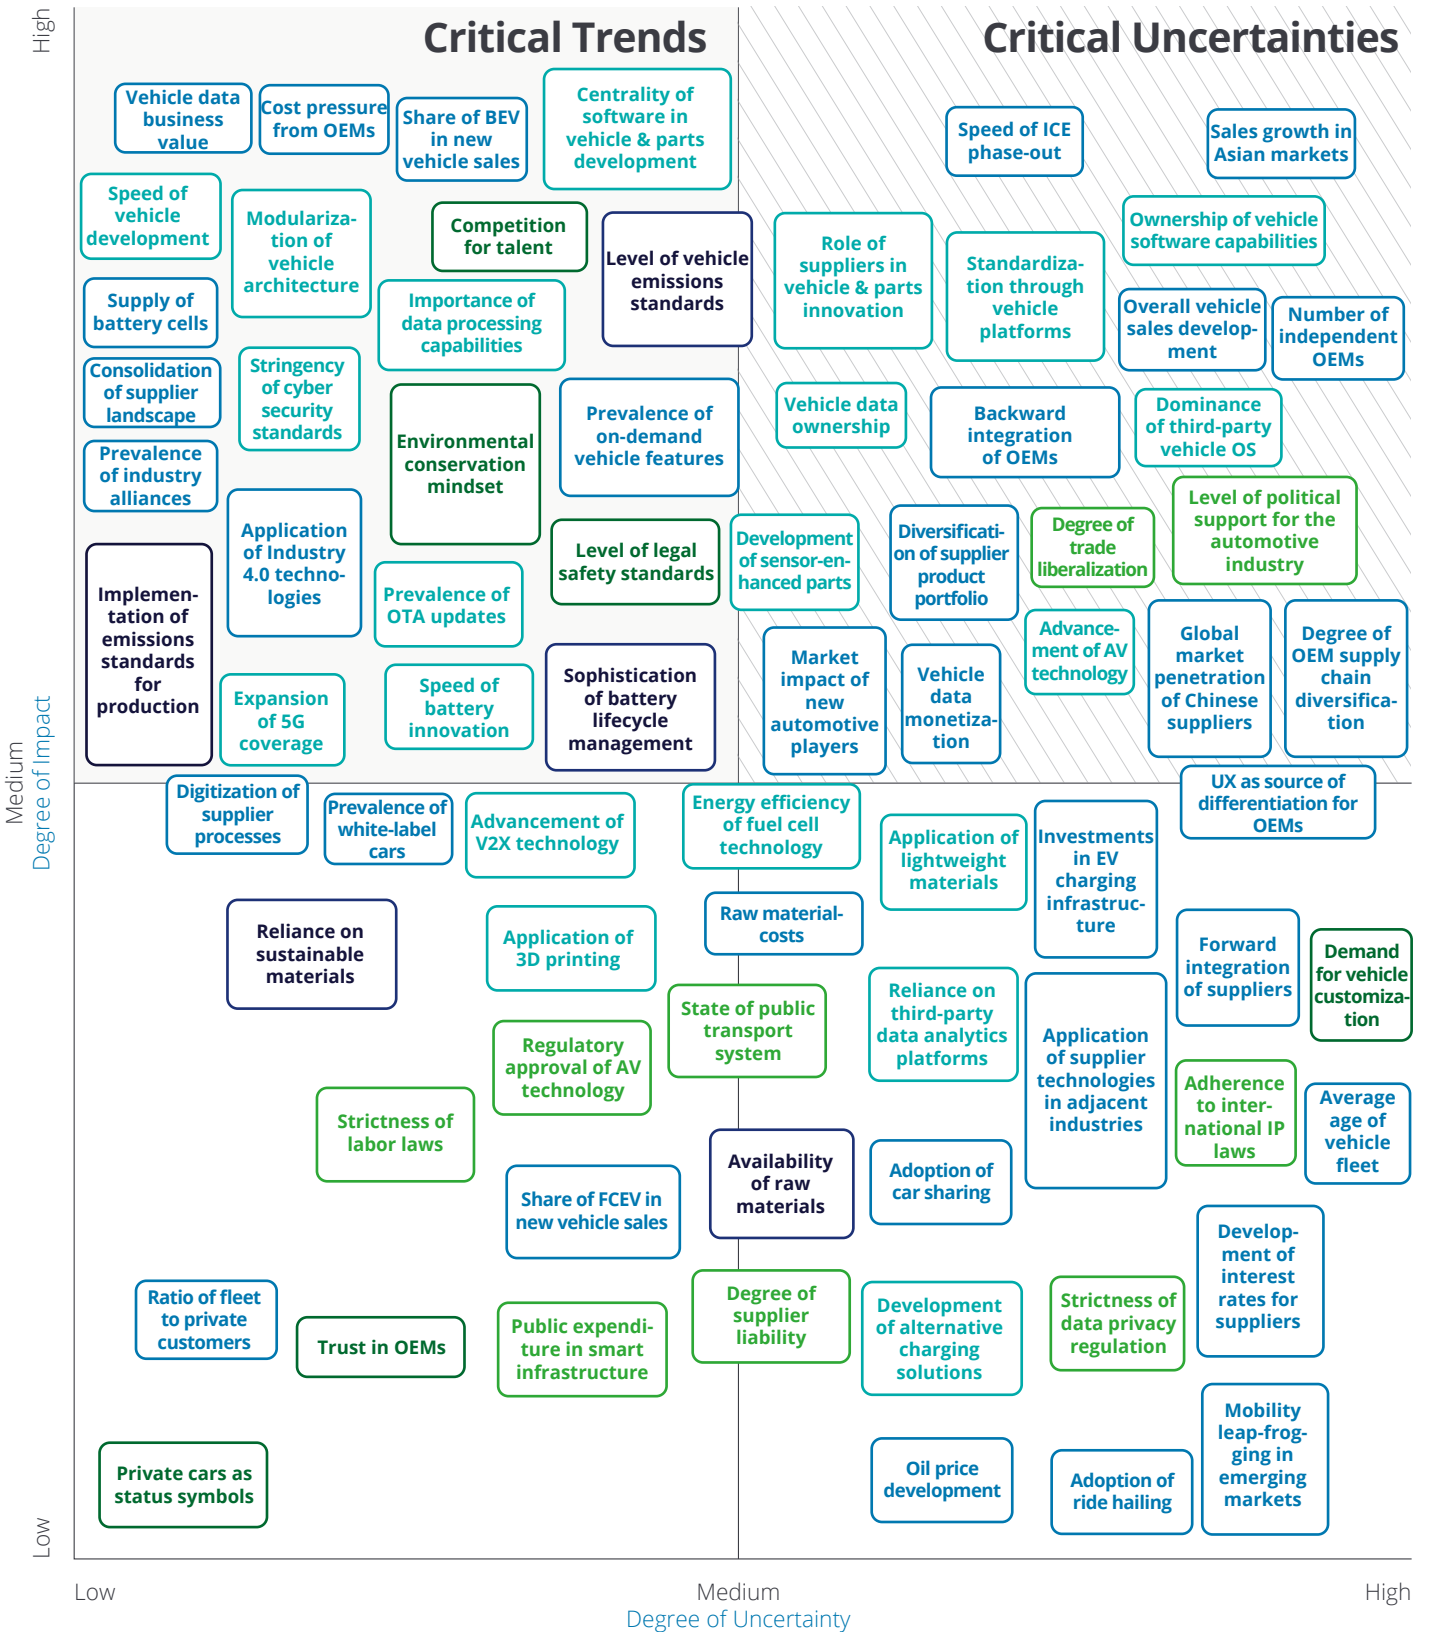 High
Critical Trends
Critical Uncertainties
Vehicle data
business
value
Cost pressure
from OEMs
Share of BEV
in new
vehicle sales
Centrality of
software in
vehicle & parts
development
Speed of ICE
phase-out
Sales growth in
Asian markets
Speed of
vehicle
development
Modulariza-
tion of
vehicle
architecture
Competition
for talent
Level of vehicle
emissions
standards
Role of
suppliers in
vehicle & parts
innovation
Standardiza-
tion through
vehicle
platforms
Ownership of vehicle
software capabilities
Supply of
battery cells
Importance of
data processing
capabilities
Overall vehicle
sales develop-
ment
Number of
independent
OEMs
Consolidation
of supplier
landscape
Stringency
of cyber
security
standards
Environmental
conservation
mindset
Prevalence of
on-demand
vehicle features
Vehicle data
ownership
Backward
integration
of OEMs
Dominance
of third-party
vehicle OS
Prevalence
of industry
alliances
Application
of Industry
4.0 techno-
logies
Level of legal
safety standards
Development
of sensor-en-
hanced parts
Diversificati-
on of supplier
product
portfolio
Degree of
trade
liberalization
Level of political
support for the
automotive
industry
Implemen-
tation of
emissions
standards
for
production
Prevalence of
OTA updates
Expansion
of 5G
coverage
Speed of
battery
innovation
Sophistication
of battery
lifecycle
management
Market
impact of
new
automotive
players
Vehicle
data
monetiza-
tion
Advance-
ment of AV
technology
Global
market
penetration
of Chinese
suppliers
Degree of
OEM supply
chain
diversifica-
tion
Medium
Degree of Impact
Digitization of
supplier
processes
Prevalence of
white-label
cars
Advancement of
V2X technology
Energy efficiency
of fuel cell
technology
Application of
lightweight
materials
Investments
in EV
charging
infrastruc-
ture
UX as source of
differentiation for
OEMs
Reliance on
sustainable
materials
Application of
3D printing
Raw material-
costs
Forward
integration
of suppliers
Demand
for vehicle
customiza-
tion
State of public
transport
system
Reliance on
third-party
data analytics
platforms
Application
of supplier
technologies
in adjacent
industries
Regulatory
approval of AV
technology
Strictness of
labor laws
Adherence
to inter-
national IP
laws
Average
age of
vehicle
fleet
Share of FCEV in
new vehicle sales
Availability
of raw
materials
Adoption of
car sharing
Develop-
ment of
interest
rates for
suppliers
Ratio of fleet
to private
customers
Trust in OEMs
Public expendi-
ture in smart
infrastructure
Degree of
supplier
liability
Development
of alternative
charging
solutions
Strictness of
data privacy
regulation
Private cars as
status symbols
Oil price
development
Adoption of
ride hailing
Mobility
leap-frog-
ging in
emerging
markets
Low
Low
Medium
High
Degree of Uncertainty